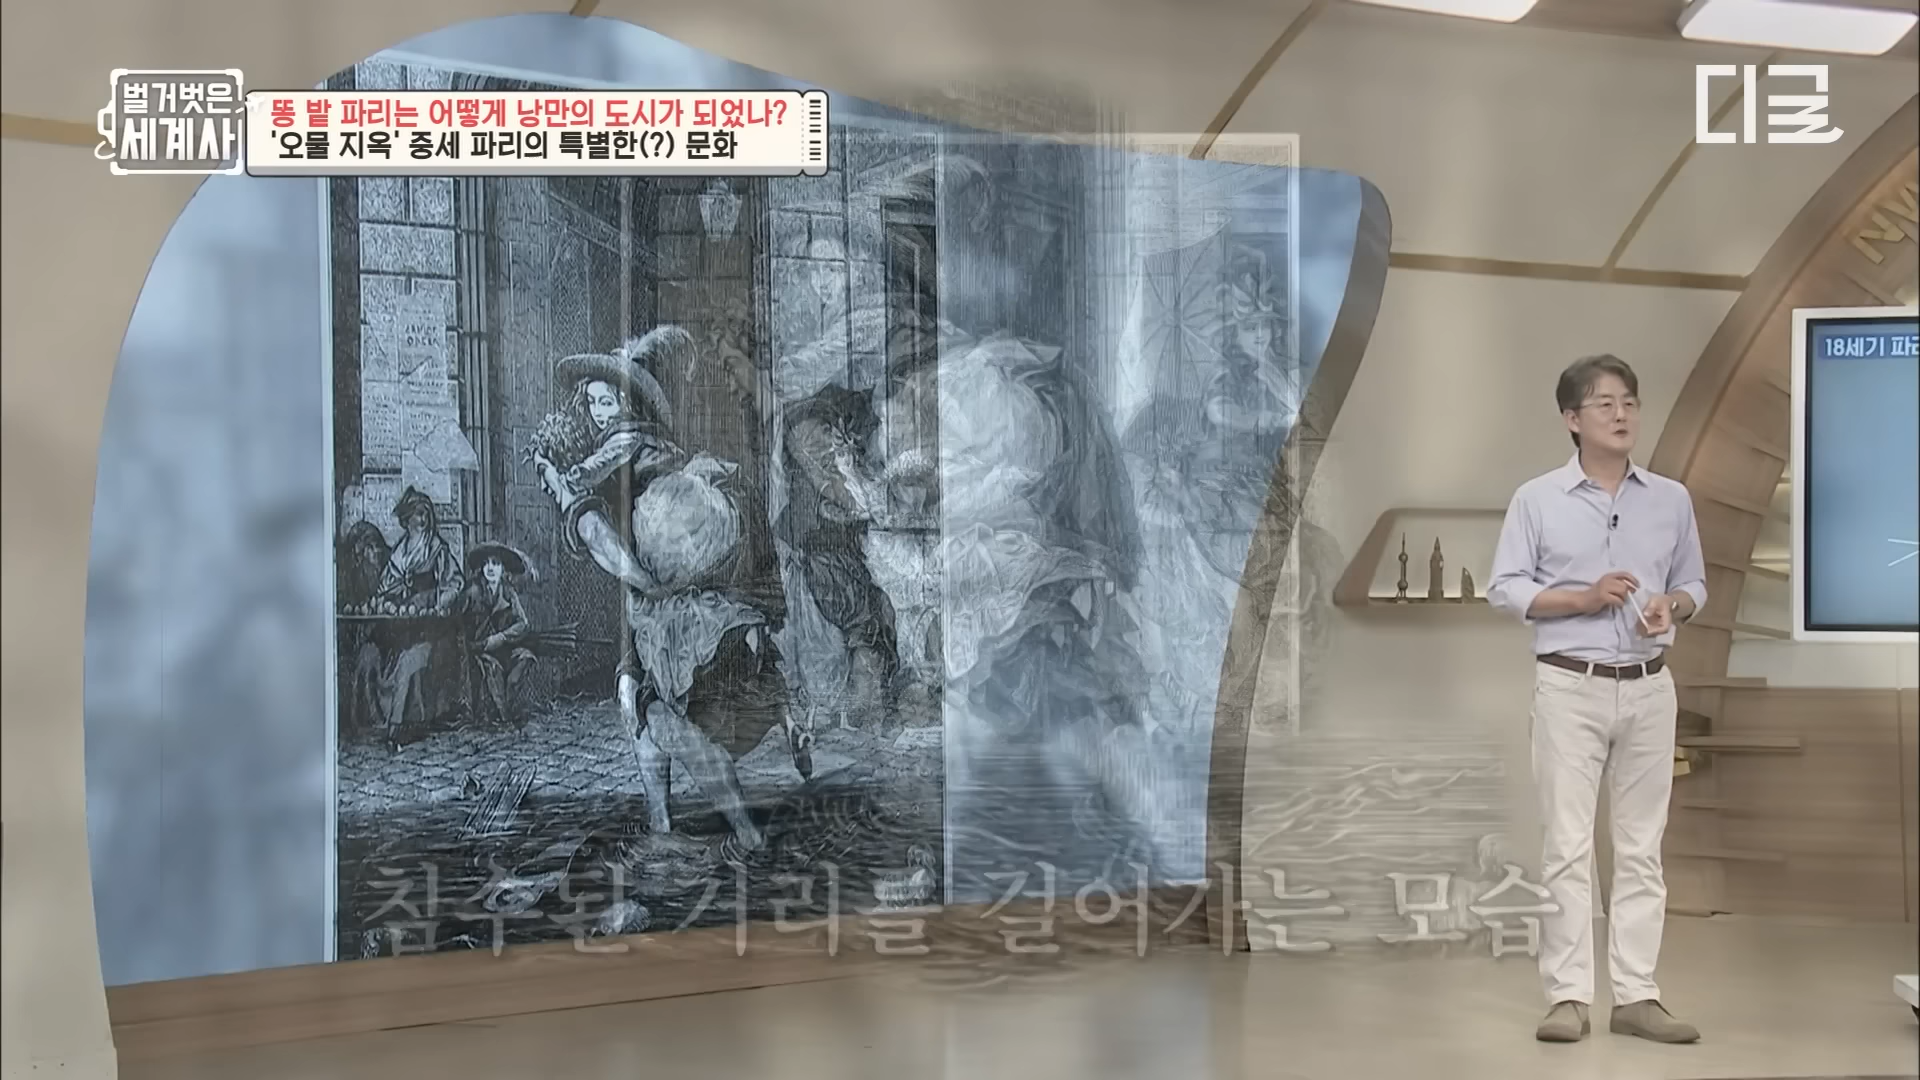 벌거벗은
세계사
똥 밭 파리는 어떻게 낭만의 도시가 되었나?
'오물 지옥' 중세 파리의 특별한(?) 문화
디글
18세기 파리
침수된 거리를 걸어가는 모습